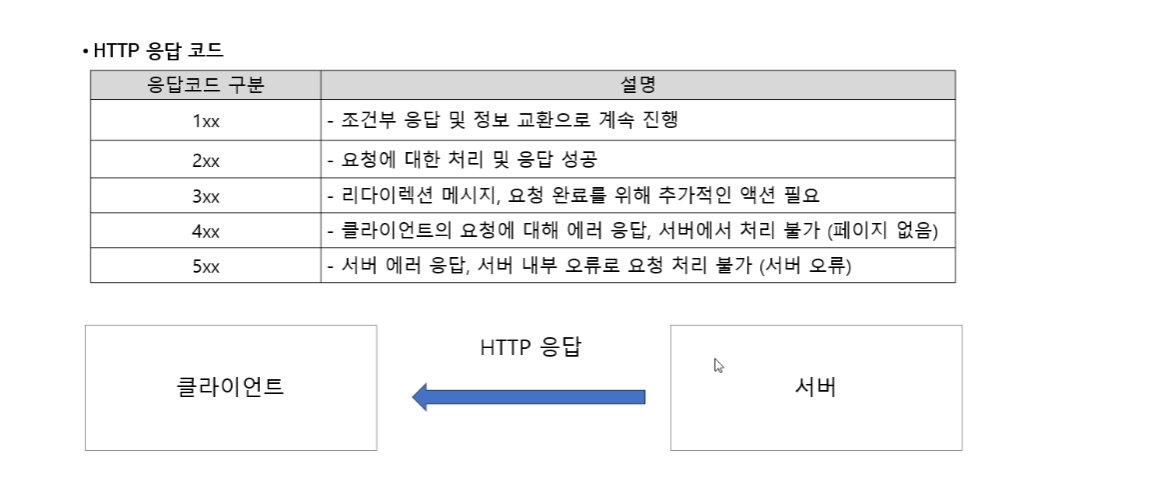 • HTTP 응답 코드
응답코드 구분 설명
1xx - 조건부 응답 및 정보 교환으로 계속 진행
2xx - 요청에 대한 처리 및 응답 성공
3xx - 리다이렉션 메시지, 요청 완료를 위해 추가적인 액션 필요
4xx - 클라이언트의 요청에 대해 에러 응답, 서버에서 처리 불가 (페이지 없음)
5xx - 서버 에러 응답, 서버 내부 오류로 요청 처리 불가 (서버 오류)
HTTP 응답
클라이언트
서버